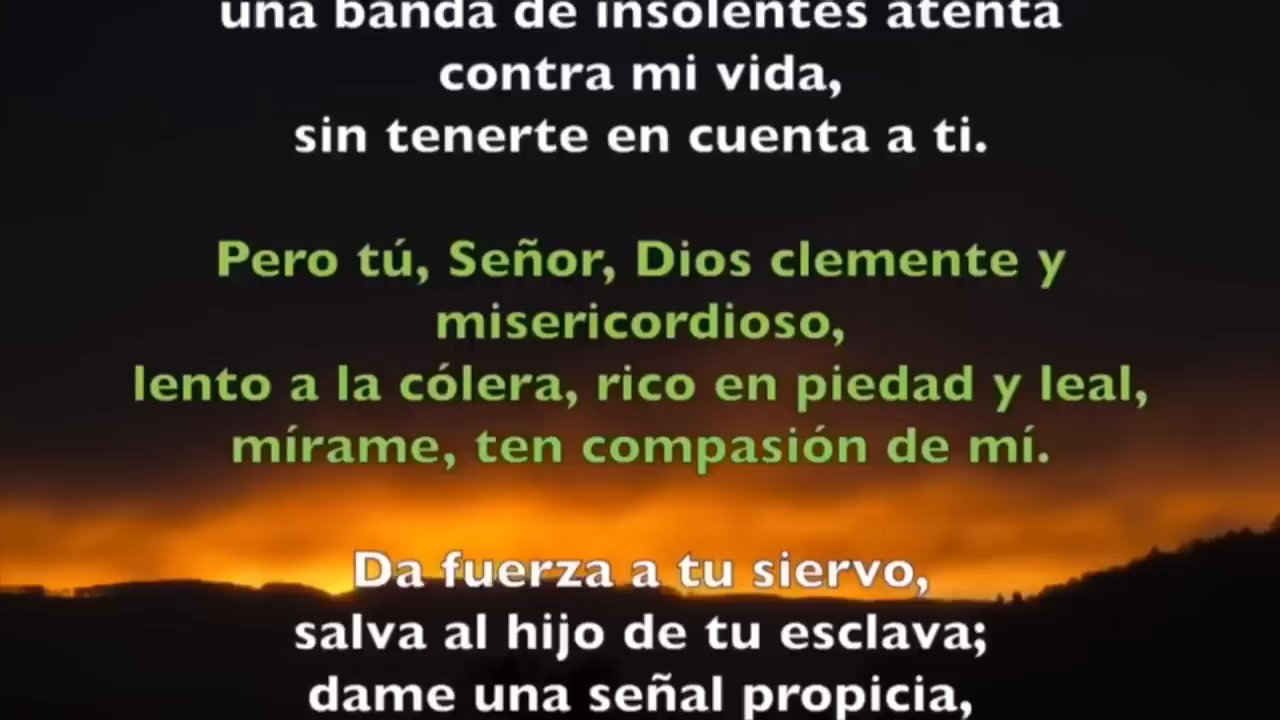 una banda de insolentes atenta
contra mi vida,
sin tenerte en cuenta a ti.
Pero tú, Señor, Dios clemente y
misericordioso,
lento a la cólera, rico en piedad y leal,
mírame, ten compasión de mí.
Da fuerza a tu siervo,
salva al hijo de tu esclava;
dame una señal propicia,